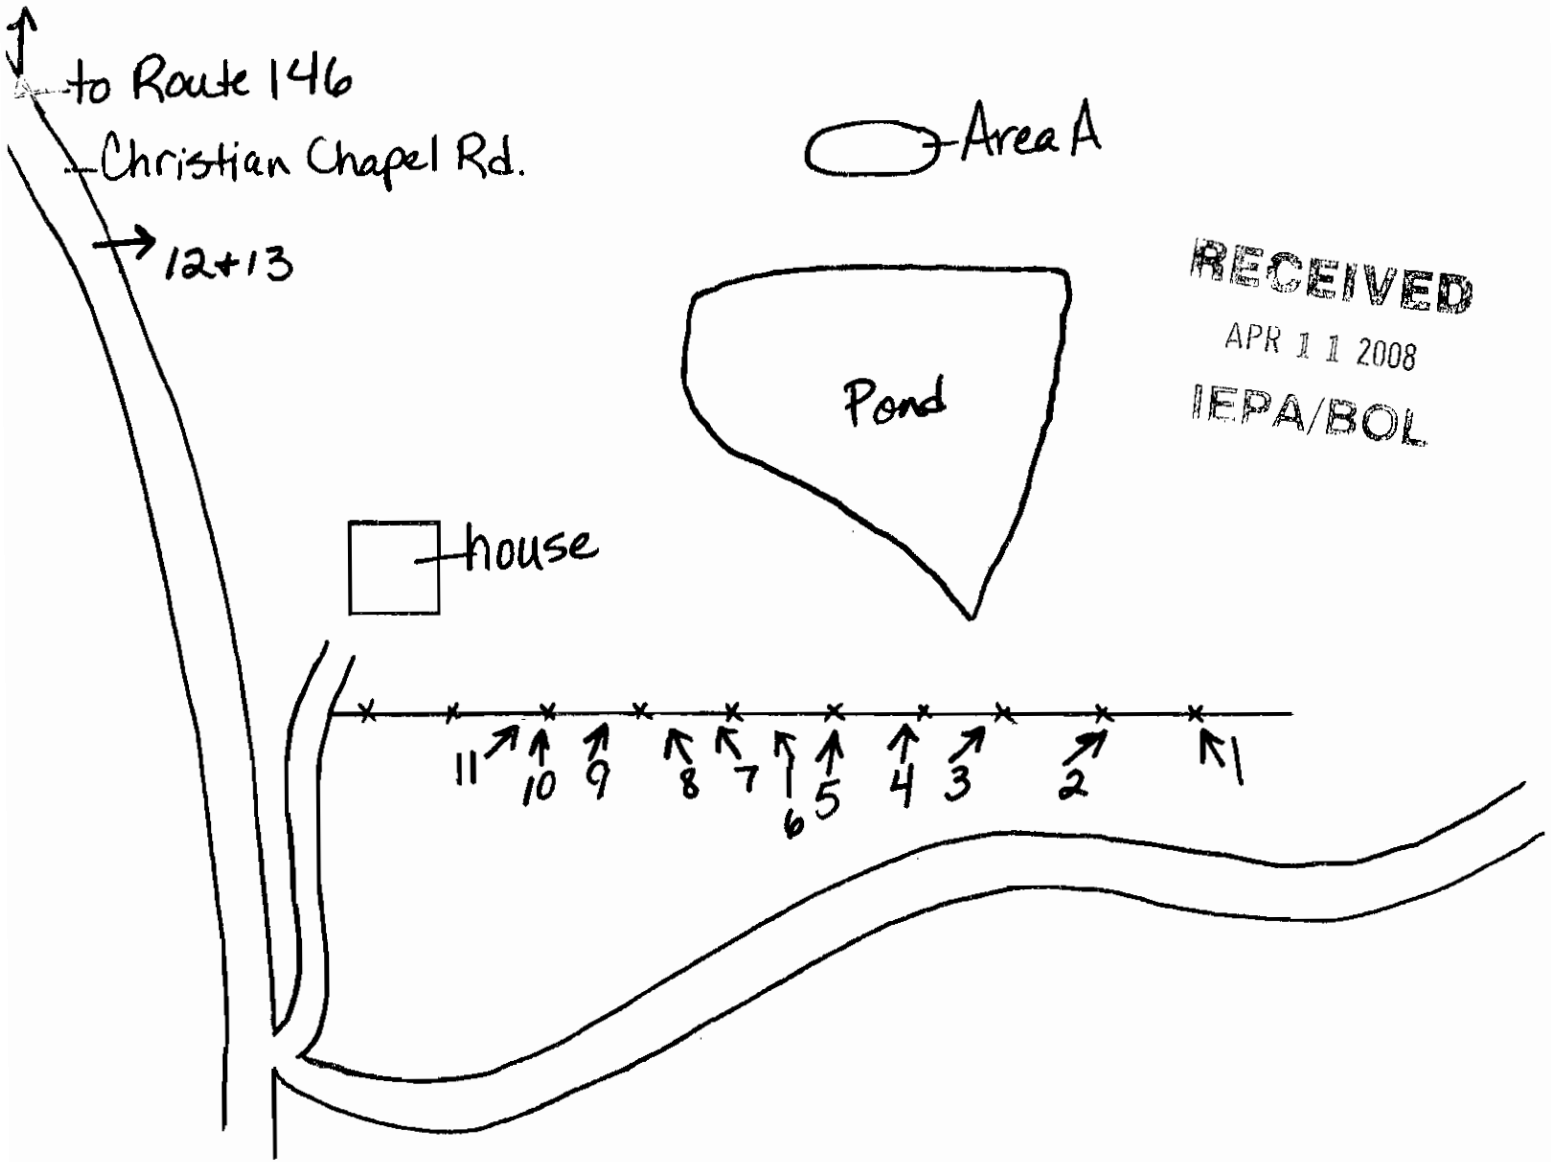 to Route 146
Christian Chapel Rd.
12+13
Area A
RECEIVED
APR 11 2008
IEPA/BOL
Pond
house
11 10 9 8 7 6 5 4 3 2 1